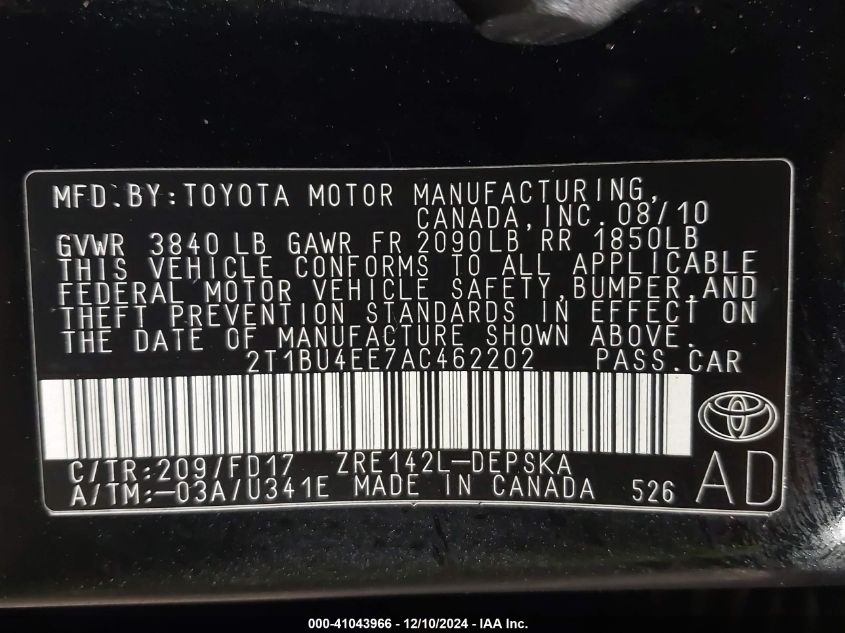 MFD.BY:TOYOTA MOTOR MANUFACTURING,
CANADA,INC.08/10
GVWR 3840 LB GAWR FR 2090LB RR 1850LB
THIS VEHICLE CONFORMS TO ALL APPLICABLE
FEDERAL MOTOR VEHICLE SAFETY,BUMPER,AND
THEFT PREVENTION STANDARDS IN EFFECT ON
THE DATE OF MANUFACTURE SHOWN ABOVE.
2T1BU4EE7AC462202 PASS.CAR
C/TR:209/FD17 ZRE142L-DEPSKA
A/TM:-03A/U341E MADE IN CANADA 526 AD
000-41043966 - 12/10/2024 - IAA Inc.